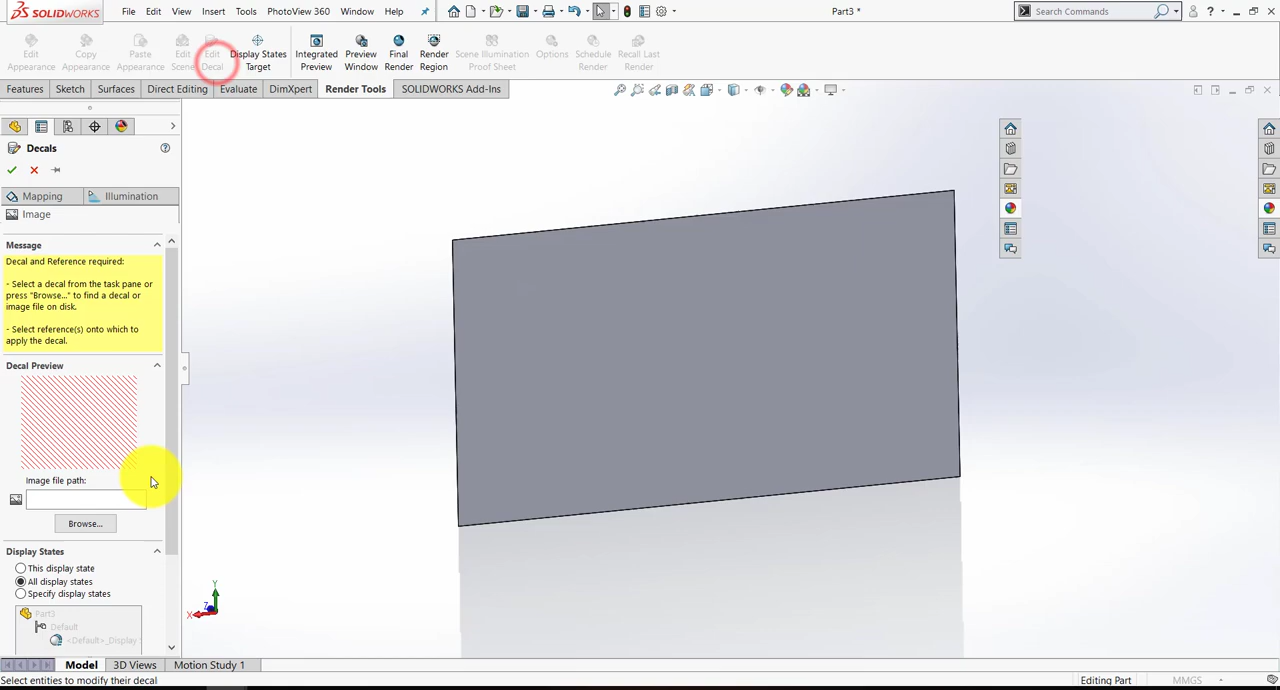 SOLIDWORKS File Edit View Insert Tools PhotoView 360 Window Help Part3 * Search Commands ?
Edit Appearance
Copy Appearance
Paste Appearance
Edit Scene
Edit Decal
Display States Target
Integrated Preview
Preview Window
Final Render
Render Region
Scene Illumination Proof Sheet
Options
Schedule Render
Recall Last Render
Features Sketch Surfaces Direct Editing Evaluate DimXpert Render Tools SOLIDWORKS Add-Ins
Decals
Mapping Illumination
Image
Message
Decal and Reference required:
- Select a decal from the task pane or
press "Browse..." to find a decal or
image file on disk.
- Select reference(s) onto which to
apply the decal.
Decal Preview
Image file path:
Browse...
Display States
This display state
All display states
Specify display states
Part3
Default
<Default>_Display
Y
X
Z
Model 3D Views Motion Study 1
Select entities to modify their decal Editing Part MMGS